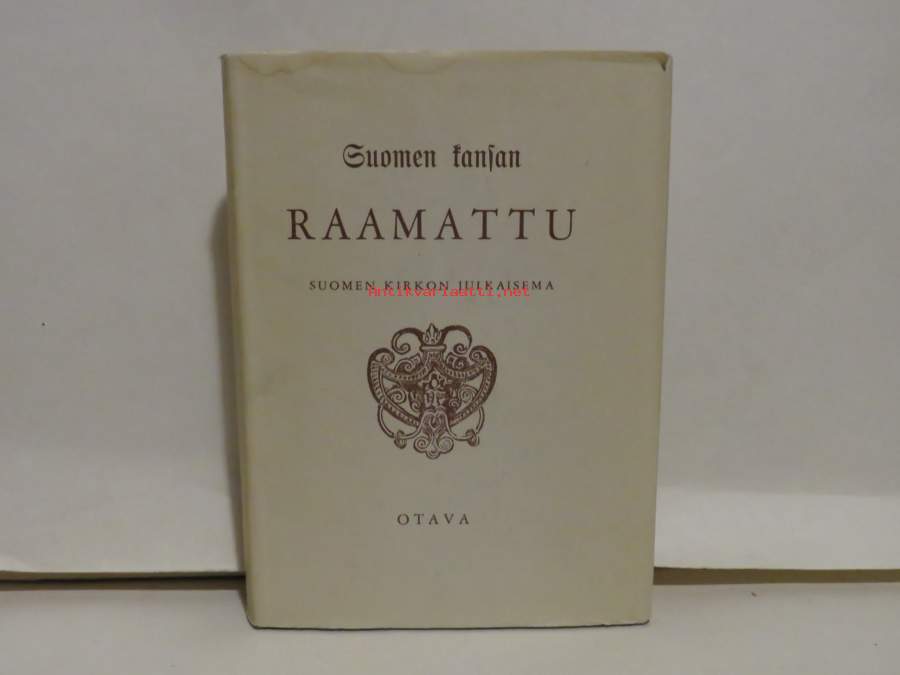 Suomen kanſan
RAAMATTU
SUOMEN KIRKON JULKAISEMA
Antikvariaatti.net
OTAVA